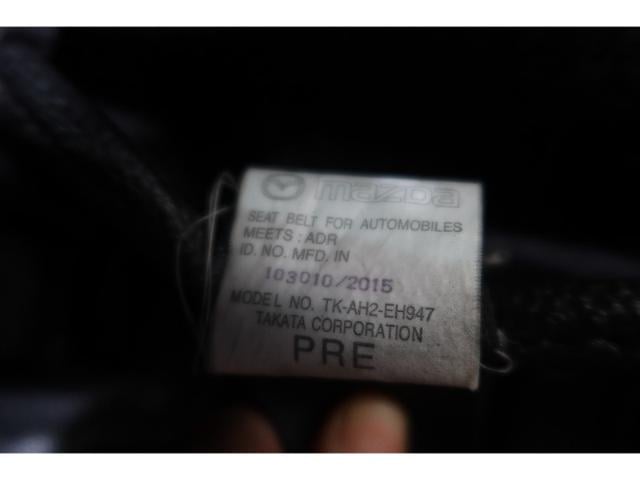 mazda
SEAT BELT FOR AUTOMOBILES
MEETS : ADR
ID. NO. MFD. IN
103010/2015
MODEL NO. TK-AH2-EH947
TAKATA CORPORATION
PRE